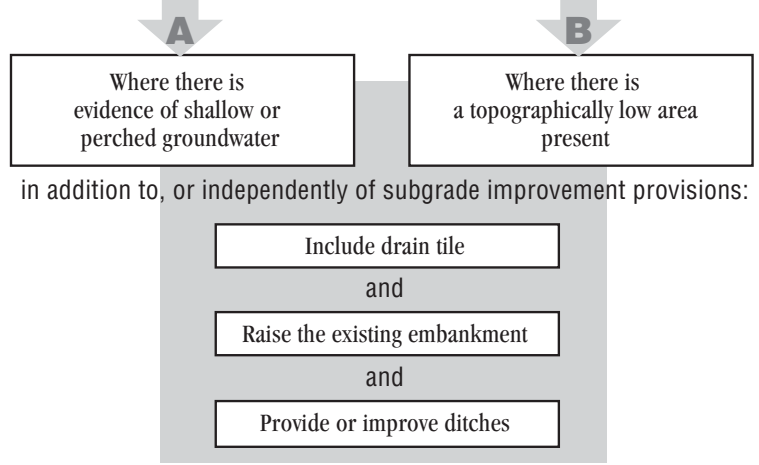 A
B
Where there is
evidence of shallow or
perched groundwater
Where there is
a topographically low area
present
in addition to, or independently of subgrade improvement provisions:
Include drain tile
and
Raise the existing embankment
and
Provide or improve ditches